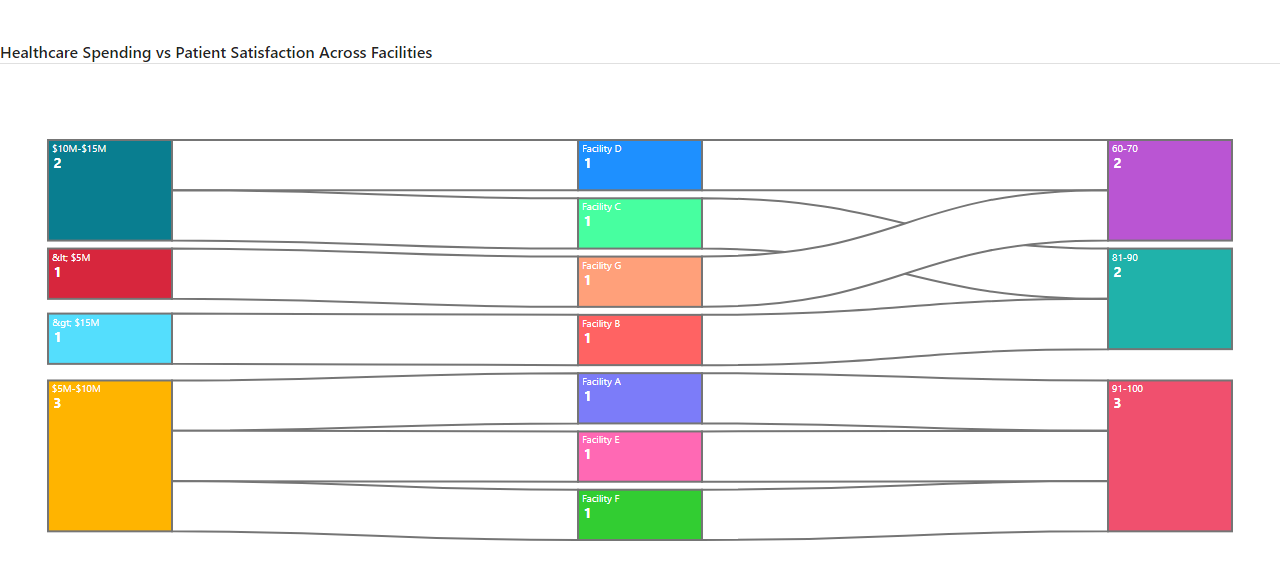 Healthcare Spending vs Patient Satisfaction Across Facilities
$10M-$15M
2
&lt; $5M
1
&gt; $15M
1
$5M-$10M
3
Facility D
1
Facility C
1
Facility G
1
Facility B
1
Facility A
1
Facility E
1
Facility F
1
60-70
2
81-90
2
91-100
3